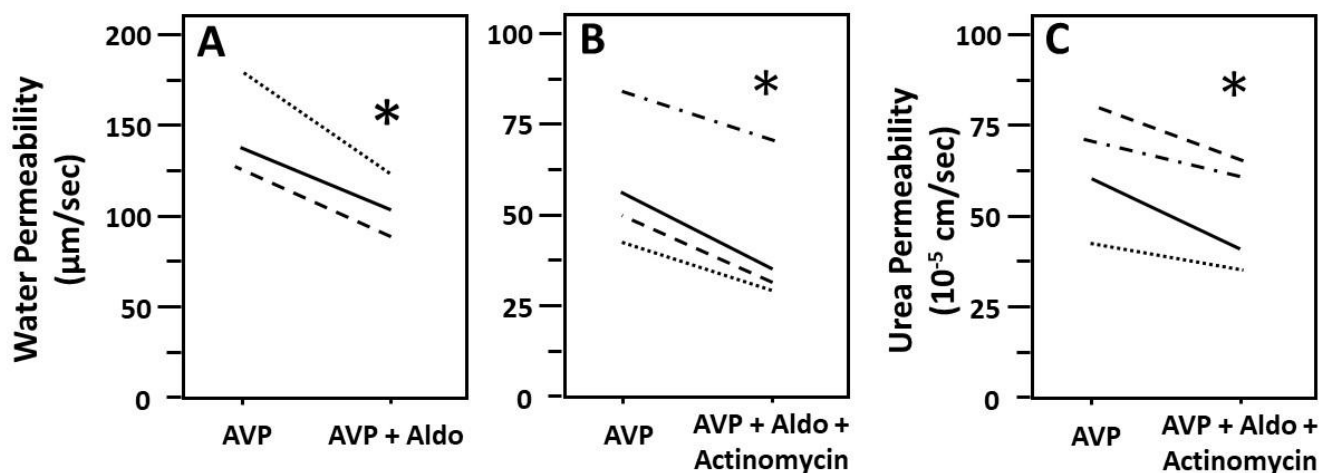 A
Water Permeability
(μm/sec)
200
150
100
50
0
AVP
AVP + Aldo
*
B
100
75
50
25
0
AVP
AVP + Aldo +
Actinomycin
*
C
Urea Permeability
(10⁻⁵ cm/sec)
100
75
50
25
0
AVP
AVP + Aldo +
Actinomycin
*